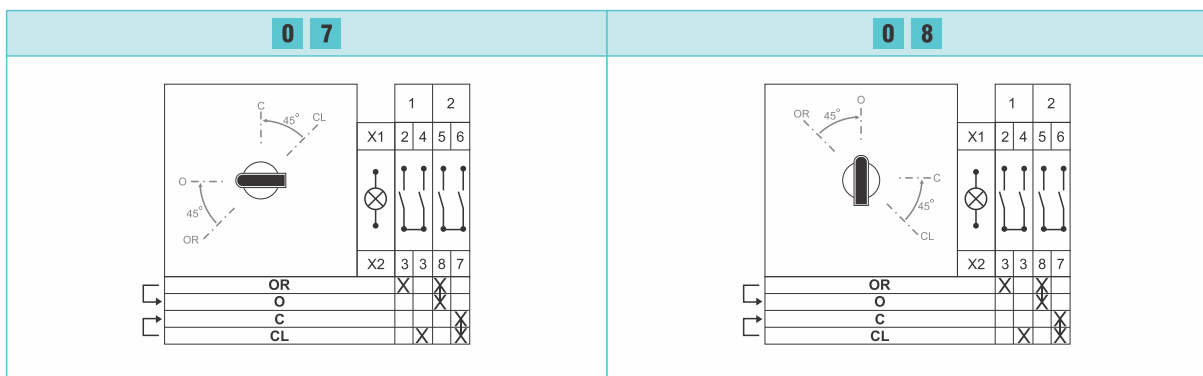 0 7
C
45°
CL
O
45°
OR
1 2
X1 2 4 5 6
X2 3 3 8 7
OR X X
O X
C X
CL X X
0 8
O
OR 45°
C
45°
CL
1 2
X1 2 4 5 6
X2 3 3 8 7
OR X X
O X
C X
CL X X